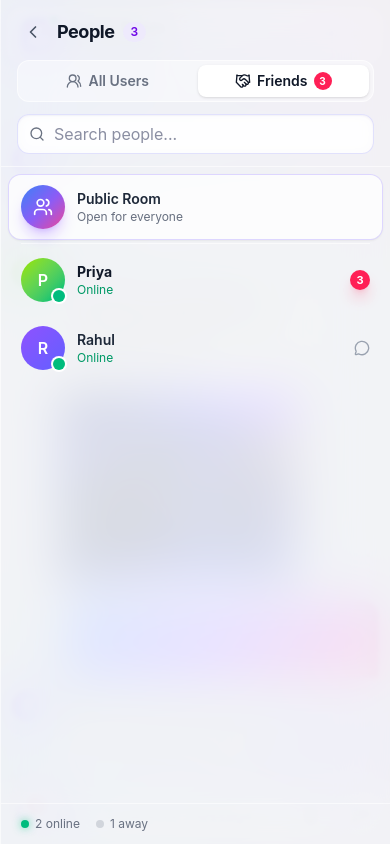 People 3
All Users Friends 3
Search people...
Public Room
Open for everyone
P Priya 3
Online
R Rahul
Online
2 online 1 away